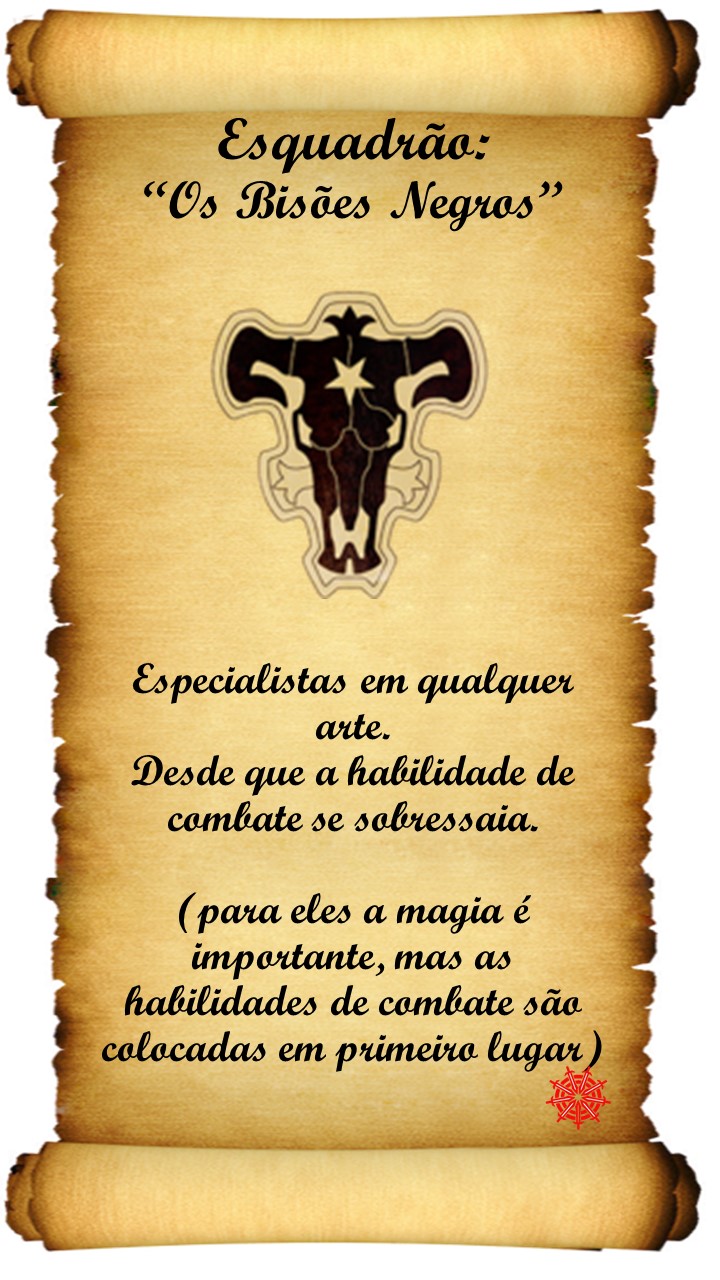 Esquadrão:
“Os Bisões Negros”
Especialistas em qualquer
arte.
Desde que a habilidade de
combate se sobressaia.
(para eles a magia é
importante, mas as
habilidades de combate são
colocadas em primeiro lugar)